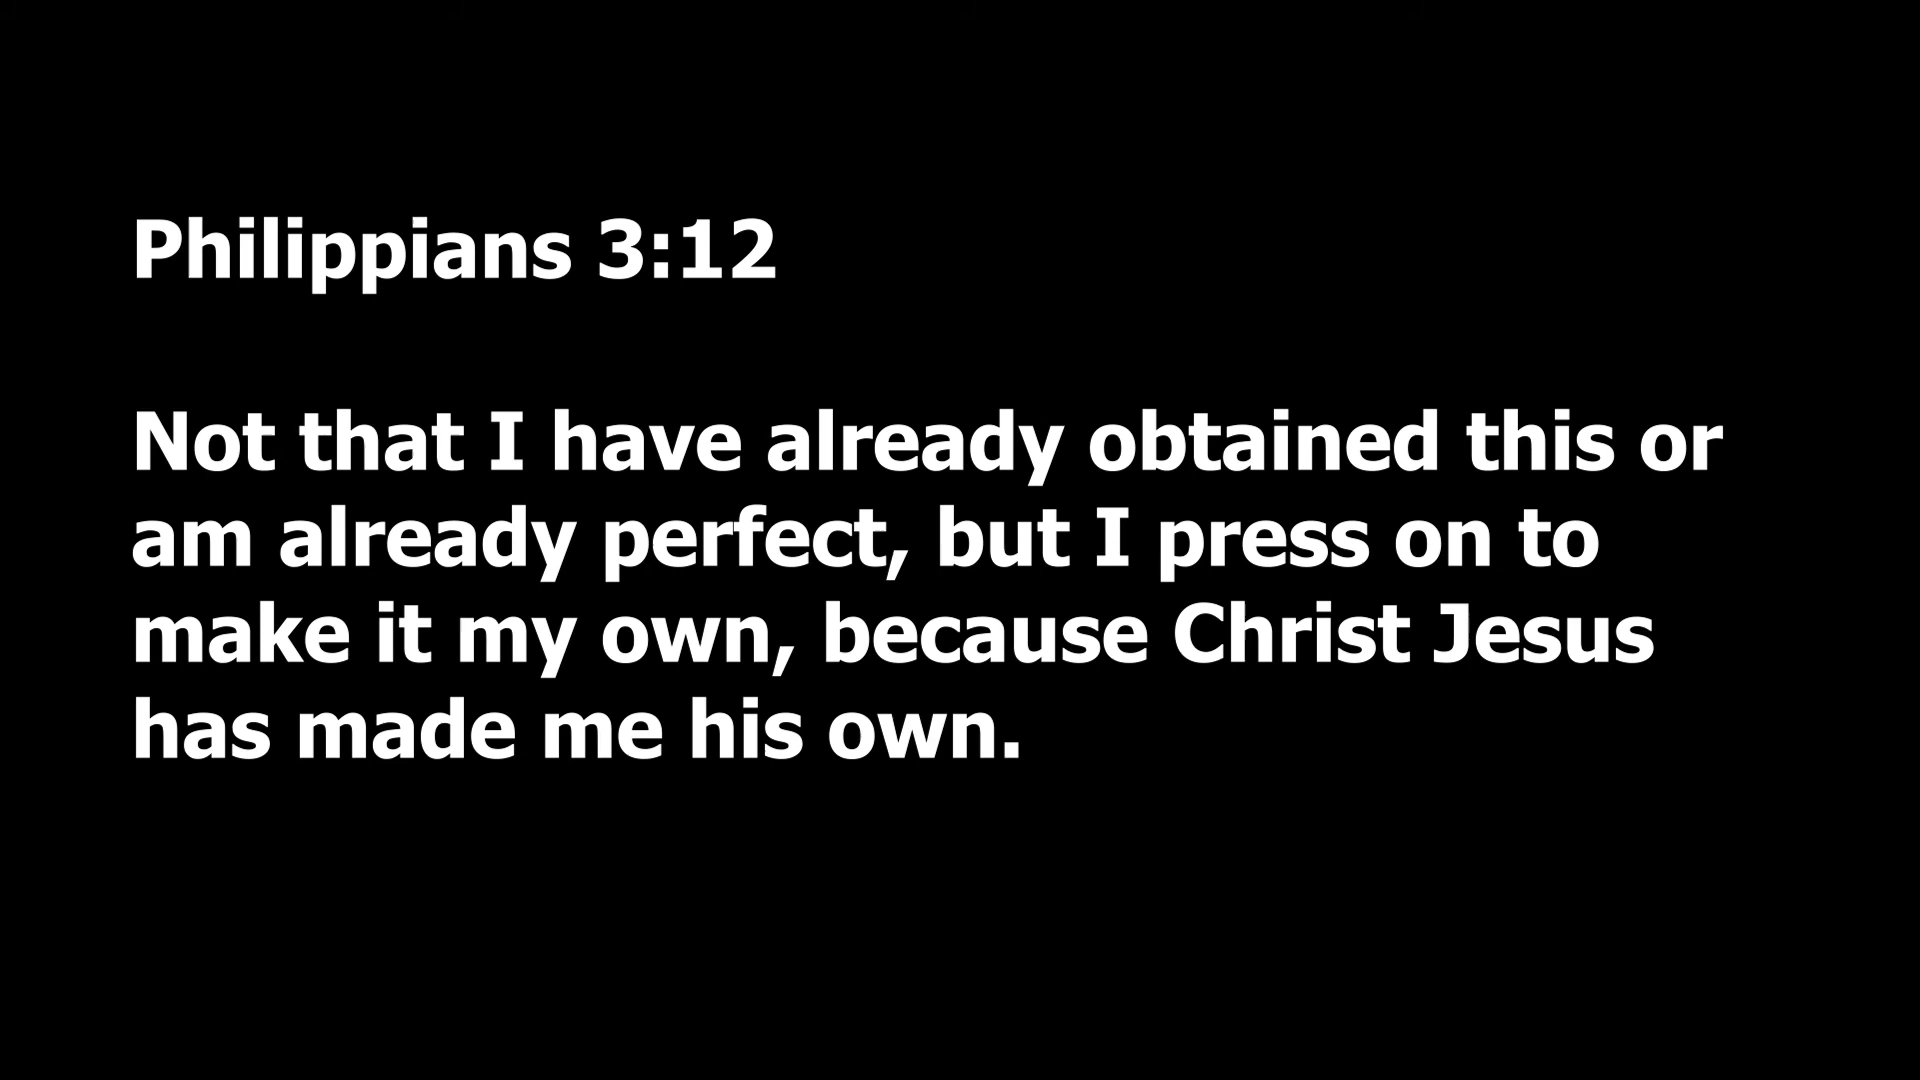 Philippians 3:12
Not that I have already obtained this or
am already perfect, but I press on to
make it my own, because Christ Jesus
has made me his own.